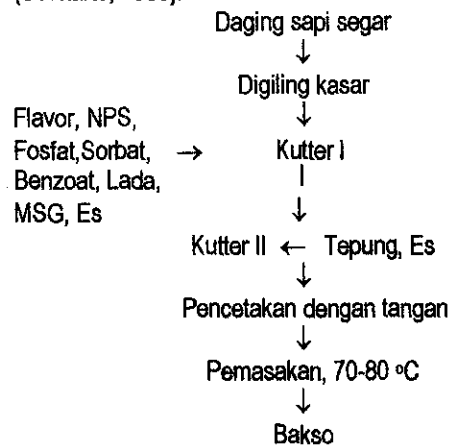 Daging sapi segar
↓
Digiling kasar
↓
Flavor, NPS,
Fosfat,Sorbat, → Kutter I
Benzoat, Lada,
MSG, Es
↓
Kutter II ← Tepung, Es
↓
Pencetakan dengan tangan
↓
Pemasakan, 70-80 ºC
↓
Bakso